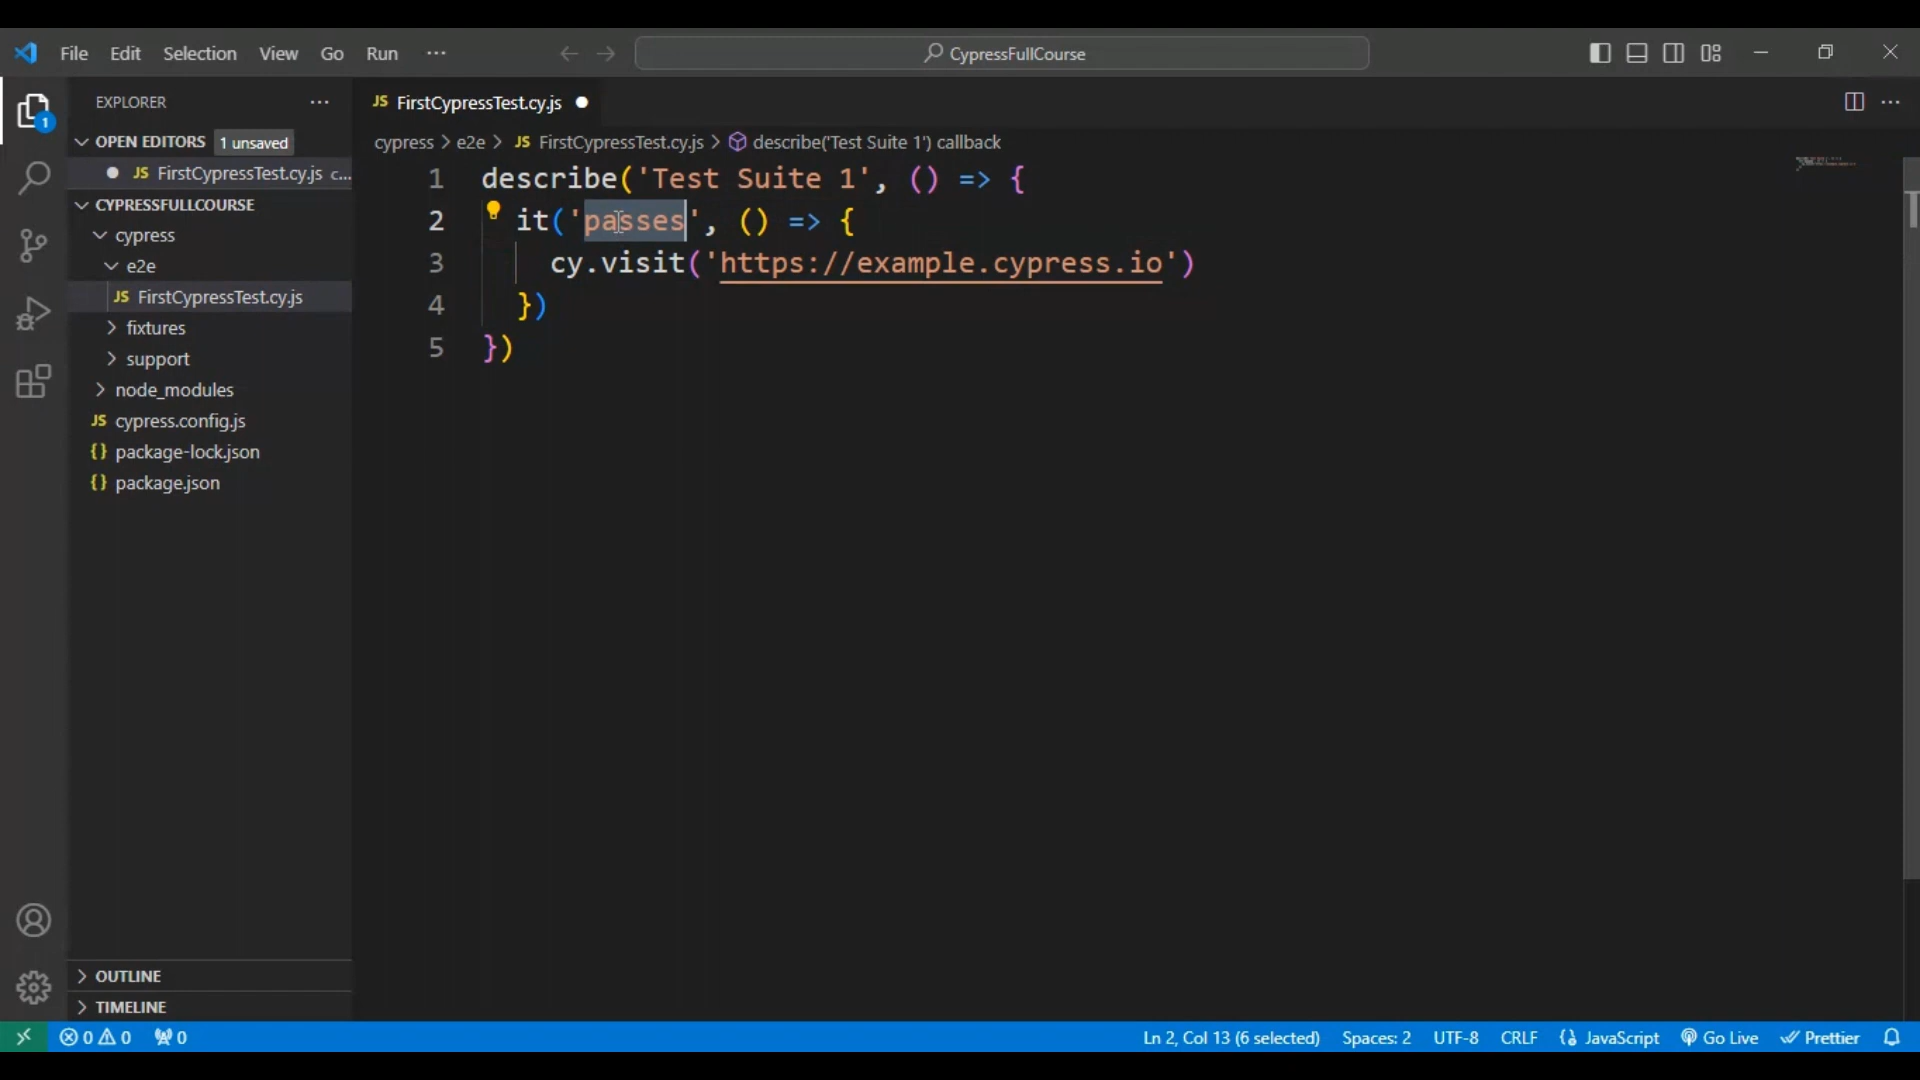 File Edit Selection View Go Run ··· CypressFullCourse
EXPLORER ···
JS FirstCypressTest.cy.js
OPEN EDITORS 1 unsaved
JS FirstCypressTest.cy.js c...
CYPRESSFULLCOURSE
cypress
e2e
JS FirstCypressTest.cy.js
fixtures
support
node_modules
JS cypress.config.js
{} package-lock.json
{} package.json
OUTLINE
TIMELINE
cypress > e2e > JS FirstCypressTest.cy.js > describe('Test Suite 1') callback
1 describe('Test Suite 1', () => {
2 it('passes', () => {
3 cy.visit('https://example.cypress.io')
4 })
5 })
1
0 0 0 Ln 2, Col 13 (6 selected) Spaces: 2 UTF-8 CRLF JavaScript Go Live Prettier